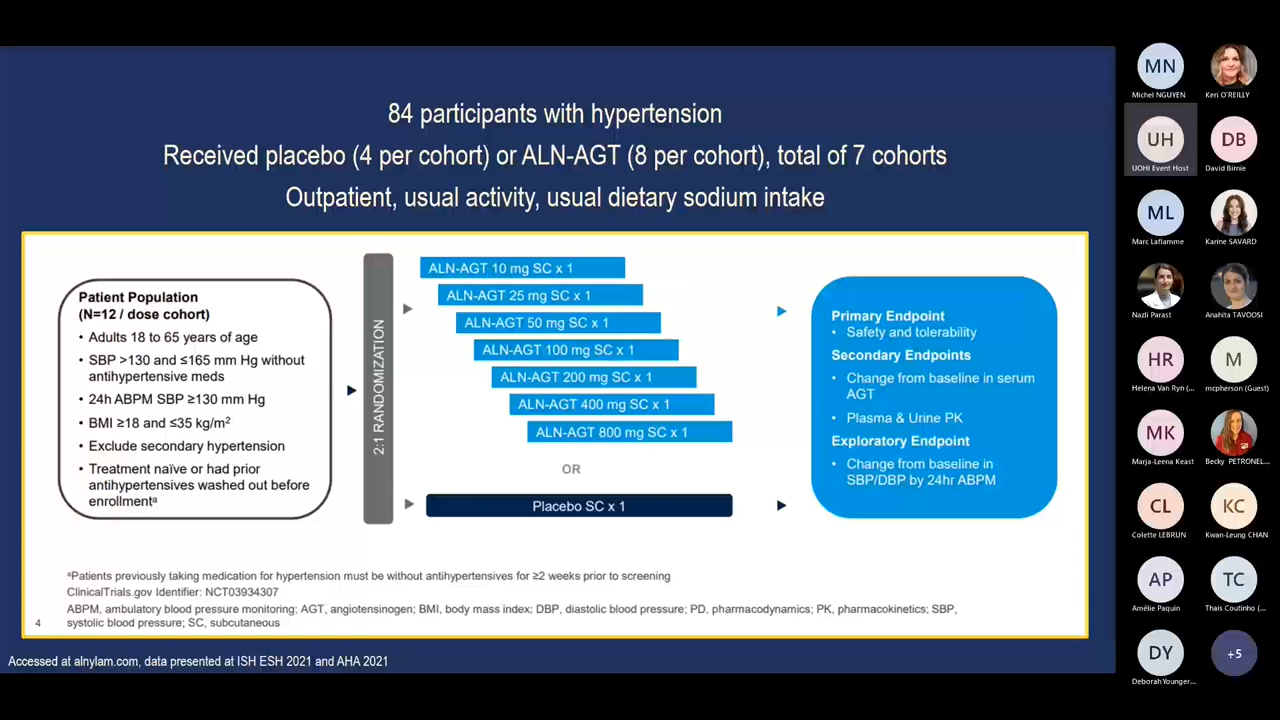 84 participants with hypertension
Received placebo (4 per cohort) or ALN-AGT (8 per cohort), total of 7 cohorts
Outpatient, usual activity, usual dietary sodium intake
Patient Population
(N=12 / dose cohort)
• Adults 18 to 65 years of age
• SBP >130 and ≤165 mm Hg without
antihypertensive meds
• 24h ABPM SBP ≥130 mm Hg
• BMI ≥18 and ≤35 kg/m²
• Exclude secondary hypertension
• Treatment naïve or had prior
antihypertensives washed out before
enrollmentᵃ
2:1 RANDOMIZATION
ALN-AGT 10 mg SC x 1
ALN-AGT 25 mg SC x 1
ALN-AGT 50 mg SC x 1
ALN-AGT 100 mg SC x 1
ALN-AGT 200 mg SC x 1
ALN-AGT 400 mg SC x 1
ALN-AGT 800 mg SC x 1
OR
Placebo SC x 1
Primary Endpoint
• Safety and tolerability
Secondary Endpoints
• Change from baseline in serum
AGT
• Plasma & Urine PK
Exploratory Endpoint
• Change from baseline in
SBP/DBP by 24hr ABPM
ᵃPatients previously taking medication for hypertension must be without antihypertensives for ≥2 weeks prior to screening
ClinicalTrials.gov Identifier: NCT03934307
ABPM, ambulatory blood pressure monitoring; AGT, angiotensinogen; BMI, body mass index; DBP, diastolic blood pressure; PD, pharmacodynamics; PK, pharmacokinetics; SBP,
systolic blood pressure; SC, subcutaneous
4
Accessed at alnylam.com, data presented at ISH ESH 2021 and AHA 2021
MN
Michel NGUYEN
Keri O'REILLY
UH
UOHI Event Host
DB
David Birnie
ML
Marc Laflamme
Karine SAVARD
Nazli Parast
Anahita TAVOOSI
HR
Helena Van Ryn (...
M
mcpherson (Guest)
MK
Marja-Leena Keast
Becky PETRONEL...
CL
Colette LEBRUN
KC
Kwan-Leung CHAN
AP
Amélie Paquin
TC
Thais Coutinho (...
DY
Deborah Younger...
+5